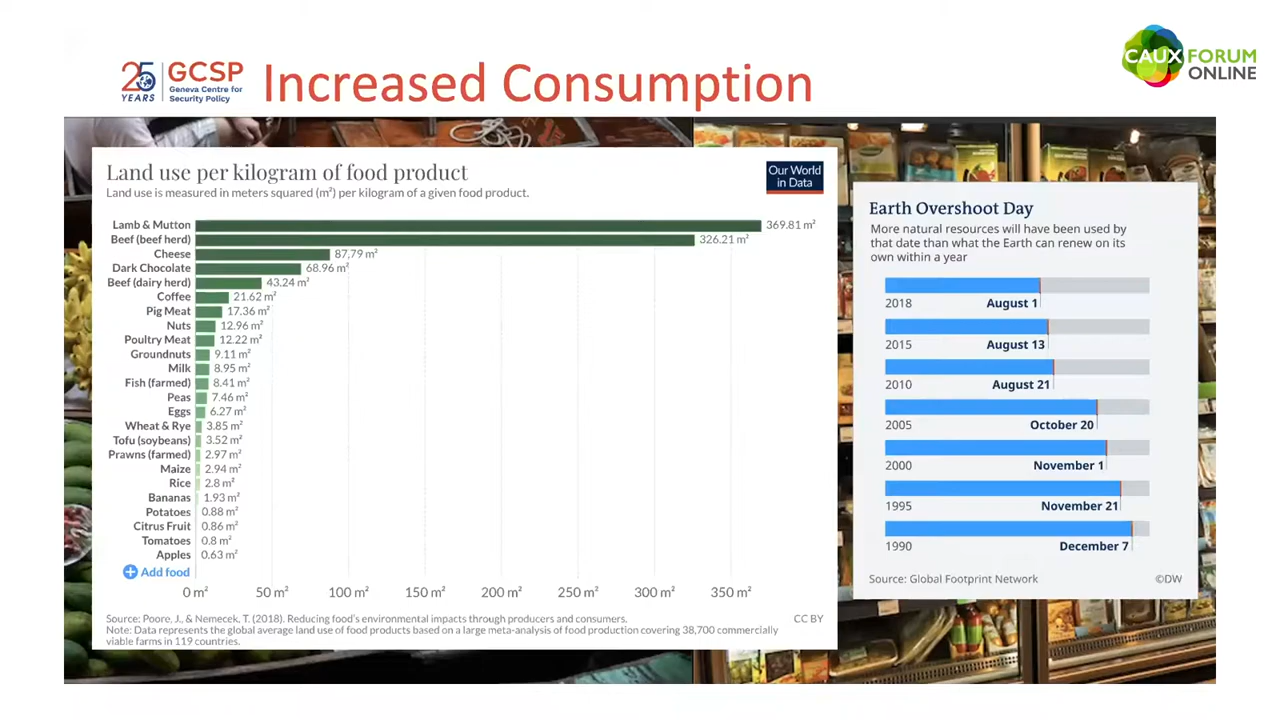 25
YEARS
GCSP
Geneva Centre for
Security Policy
Increased Consumption
CAUX FORUM
ONLINE
Land use per kilogram of food product
Land use is measured in meters squared (m²) per kilogram of a given food product.
Our World
in Data
Lamb & Mutton 369.81 m²
Beef (beef herd) 326.21 m²
Cheese 87.79 m²
Dark Chocolate 68.96 m²
Beef (dairy herd) 43.24 m²
Coffee 21.62 m²
Pig Meat 17.36 m²
Nuts 12.96 m²
Poultry Meat 12.22 m²
Groundnuts 9.11 m²
Milk 8.95 m²
Fish (farmed) 8.41 m²
Peas 7.46 m²
Eggs 6.27 m²
Wheat & Rye 3.85 m²
Tofu (soybeans) 3.52 m²
Prawns (farmed) 2.97 m²
Maize 2.94 m²
Rice 2.8 m²
Bananas 1.93 m²
Potatoes 0.88 m²
Citrus Fruit 0.86 m²
Tomatoes 0.8 m²
Apples 0.63 m²
Add food
0 m² 50 m² 100 m² 150 m² 200 m² 250 m² 300 m² 350 m²
Source: Poore, J., & Nemecek, T. (2018). Reducing food's environmental impacts through producers and consumers. CC BY
Note: Data represents the global average land use of food products based on a large meta-analysis of food production covering 38,700 commercially
viable farms in 119 countries.
Earth Overshoot Day
More natural resources will have been used by
that date than what the Earth can renew on its
own within a year
2018 August 1
2015 August 13
2010 August 21
2005 October 20
2000 November 1
1995 November 21
1990 December 7
Source: Global Footprint Network ©DW